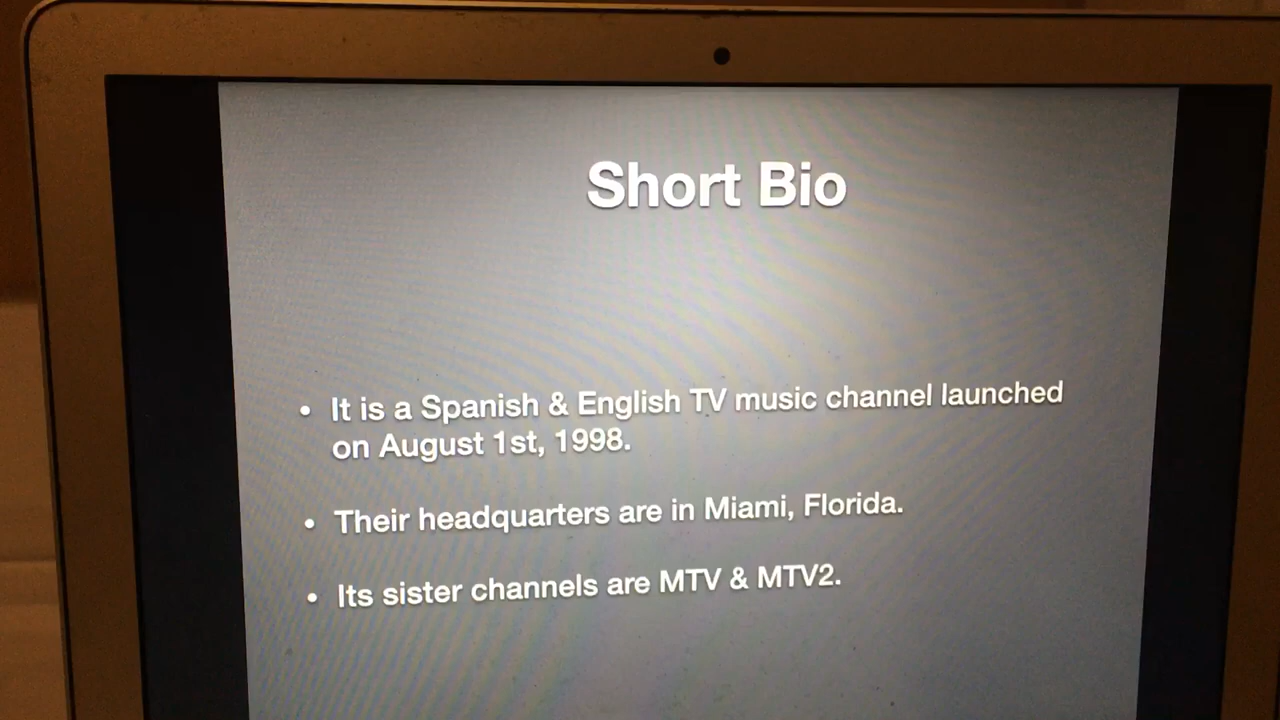 Short Bio
• It is a Spanish & English TV music channel launched
on August 1st, 1998.
• Their headquarters are in Miami, Florida.
• Its sister channels are MTV & MTV2.